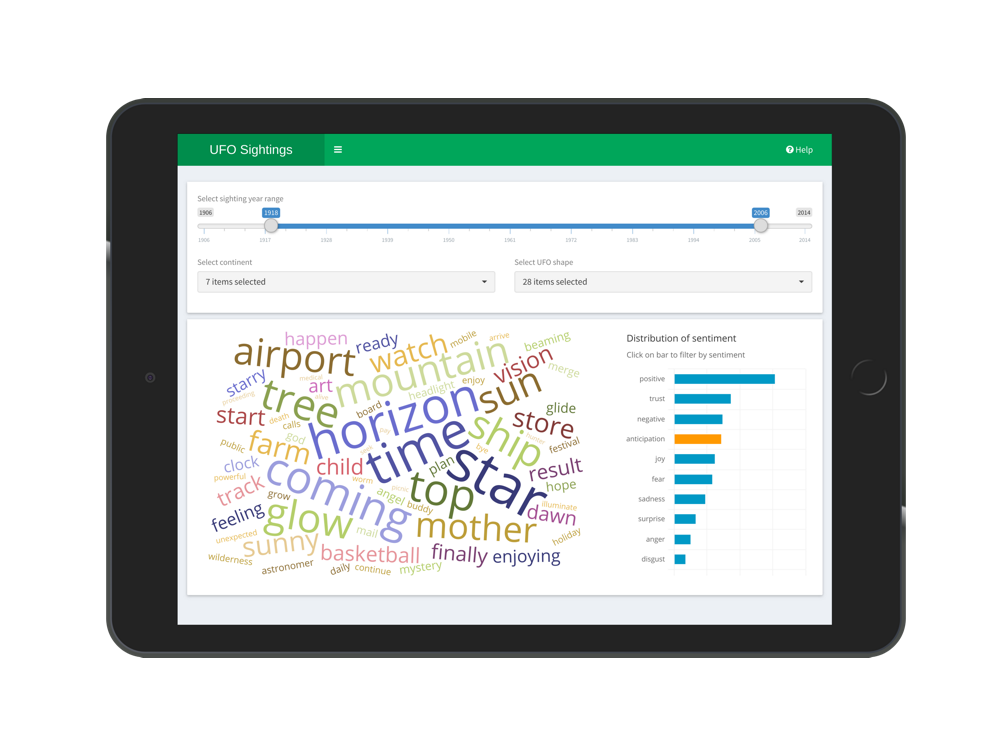 UFO Sightings
Help
Select sighting year range
1906 1918 2006 2014
1906 1917 1928 1939 1950 1961 1972 1983 1994 2005 2014
Select continent
Select UFO shape
7 items selected
28 items selected
Distribution of sentiment
Click on bar to filter by sentiment
positive
trust
negative
anticipation
joy
fear
sadness
surprise
anger
disgust
happen
ready
watch
mobile
arrive
beaming
airport
mountain
vision
merge
starry
medical
art
headlight
enjoy
sun
proceeding
tree
board
horizon
glide
start
death
calls
god
ship
store
public
farm
time
festival
clock
child
plan
bye
star
result
powerful
coming
worm
hope
track
grow
angel
buddy
top
illuminate
dawn
feeling
glow
mail
mother
holiday
unexpected
sunny
basketball
finally
enjoying
wilderness
astronomer
daily
continue
mystery